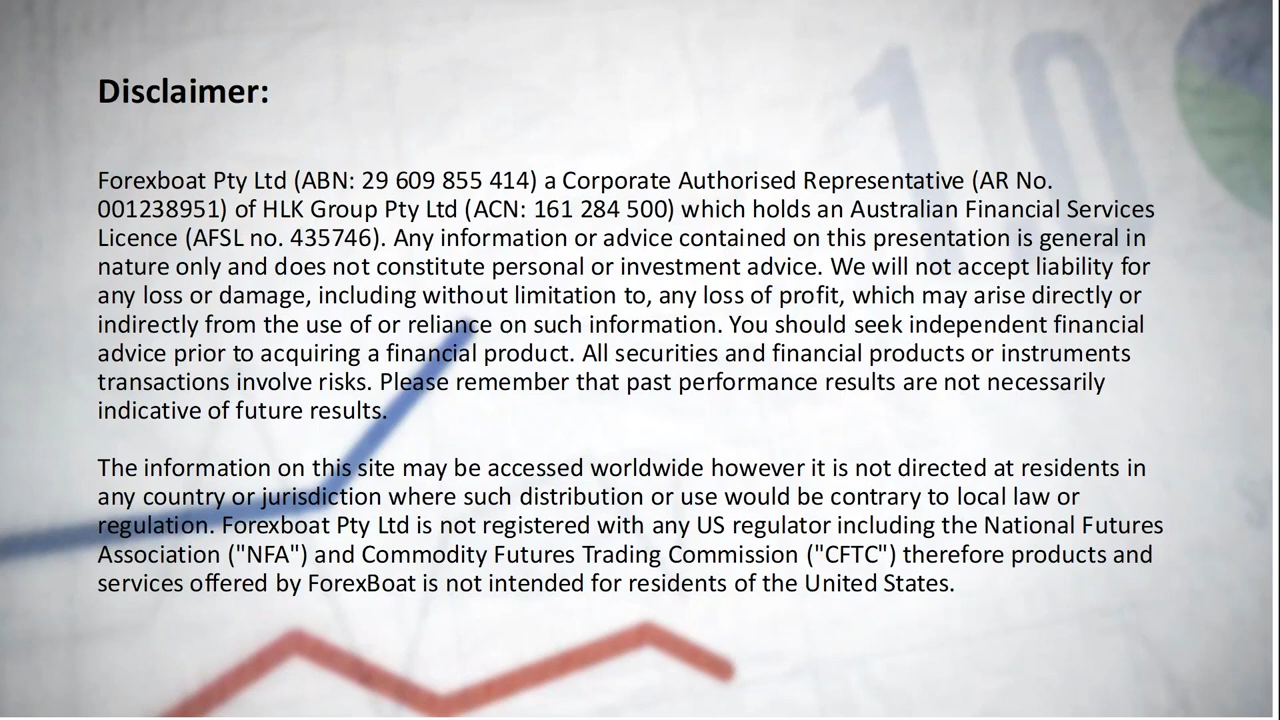 Disclaimer:
Forexboat Pty Ltd (ABN: 29 609 855 414) a Corporate Authorised Representative (AR No.
001238951) of HLK Group Pty Ltd (ACN: 161 284 500) which holds an Australian Financial Services
Licence (AFSL no. 435746). Any information or advice contained on this presentation is general in
nature only and does not constitute personal or investment advice. We will not accept liability for
any loss or damage, including without limitation to, any loss of profit, which may arise directly or
indirectly from the use of or reliance on such information. You should seek independent financial
advice prior to acquiring a financial product. All securities and financial products or instruments
transactions involve risks. Please remember that past performance results are not necessarily
indicative of future results.
The information on this site may be accessed worldwide however it is not directed at residents in
any country or jurisdiction where such distribution or use would be contrary to local law or
regulation. Forexboat Pty Ltd is not registered with any US regulator including the National Futures
Association ("NFA") and Commodity Futures Trading Commission ("CFTC") therefore products and
services offered by ForexBoat is not intended for residents of the United States.
10